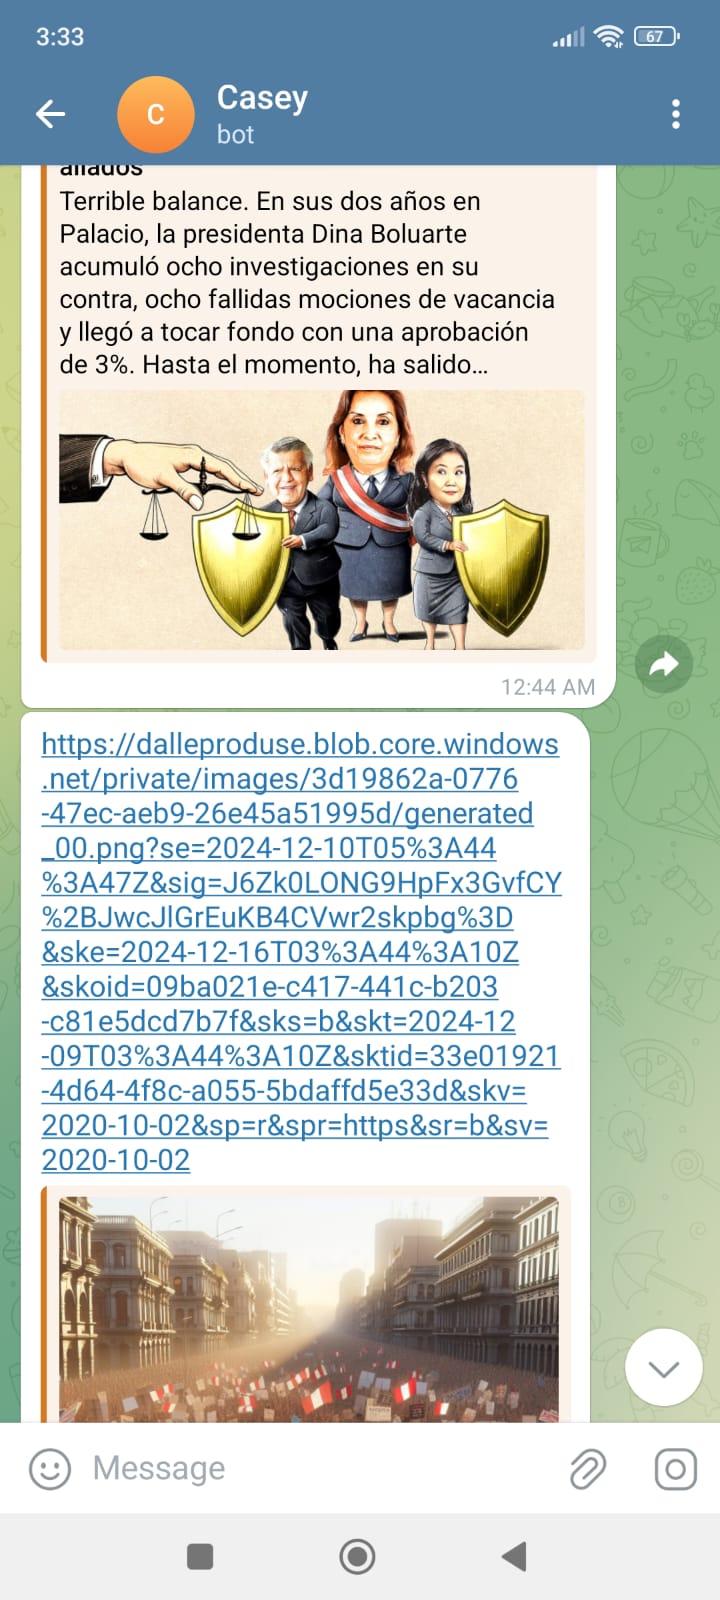 3:33
67
C
Casey
bot
aliados
Terrible balance. En sus dos años en
Palacio, la presidenta Dina Boluarte
acumuló ocho investigaciones en su
contra, ocho fallidas mociones de vacancia
y llegó a tocar fondo con una aprobación
de 3%. Hasta el momento, ha salido...
12:44 AM
https://dalleproduse.blob.core.windows
.net/private/images/3d19862a-0776
-47ec-aeb9-26e45a51995d/generated
_00.png?se=2024-12-10T05%3A44
%3A47Z&sig=J6Zk0LONG9HpFx3GvfCY
%2BJwcJlGrEuKB4CVwr2skpbg%3D
&ske=2024-12-16T03%3A44%3A10Z
&skoid=09ba021e-c417-441c-b203
-c81e5dcd7b7f&sks=b&skt=2024-12
-09T03%3A44%3A10Z&sktid=33e01921
-4d64-4f8c-a055-5bdaffd5e33d&skv=
2020-10-02&sp=r&spr=https&sr=b&sv=
2020-10-02
Message